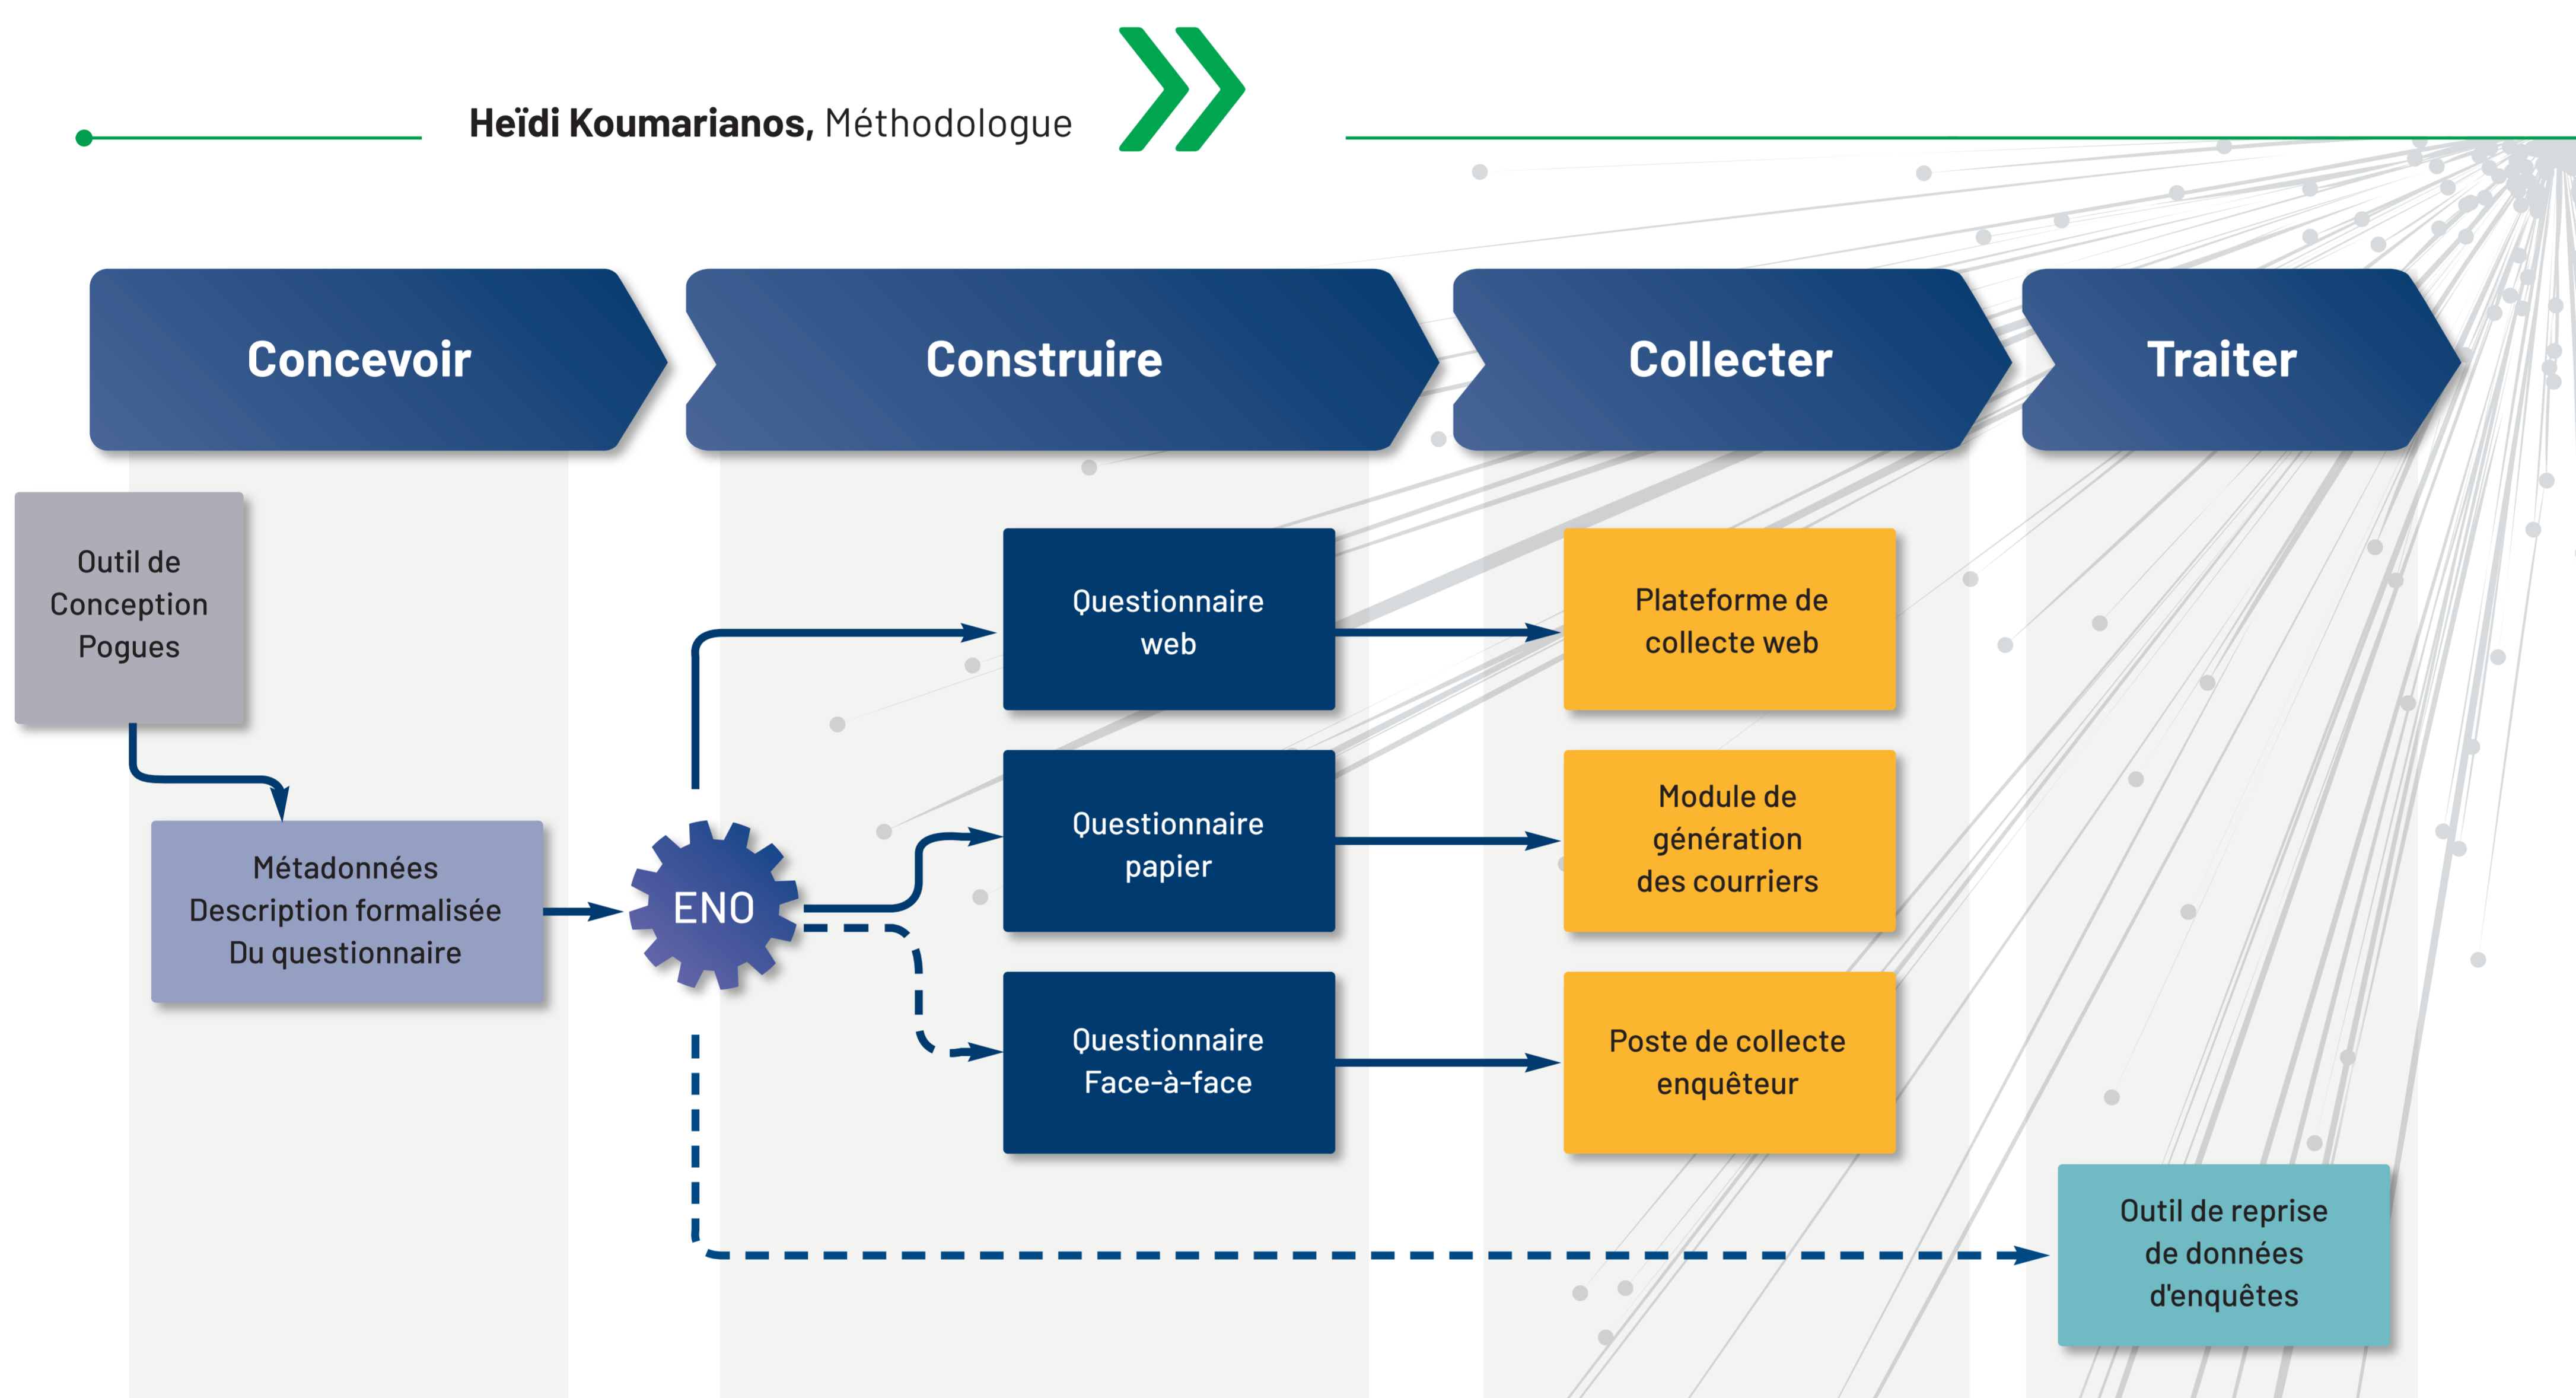 Heïdi Koumarianos, Méthodologue
Concevoir
Construire
Collecter
Traiter
Outil de
Conception
Pogues
Métadonnées
Description formalisée
Du questionnaire
ENO
Questionnaire
web
Questionnaire
papier
Questionnaire
Face-à-face
Plateforme de
collecte web
Module de
génération
des courriers
Poste de collecte
enquêteur
Outil de reprise
de données
d'enquêtes